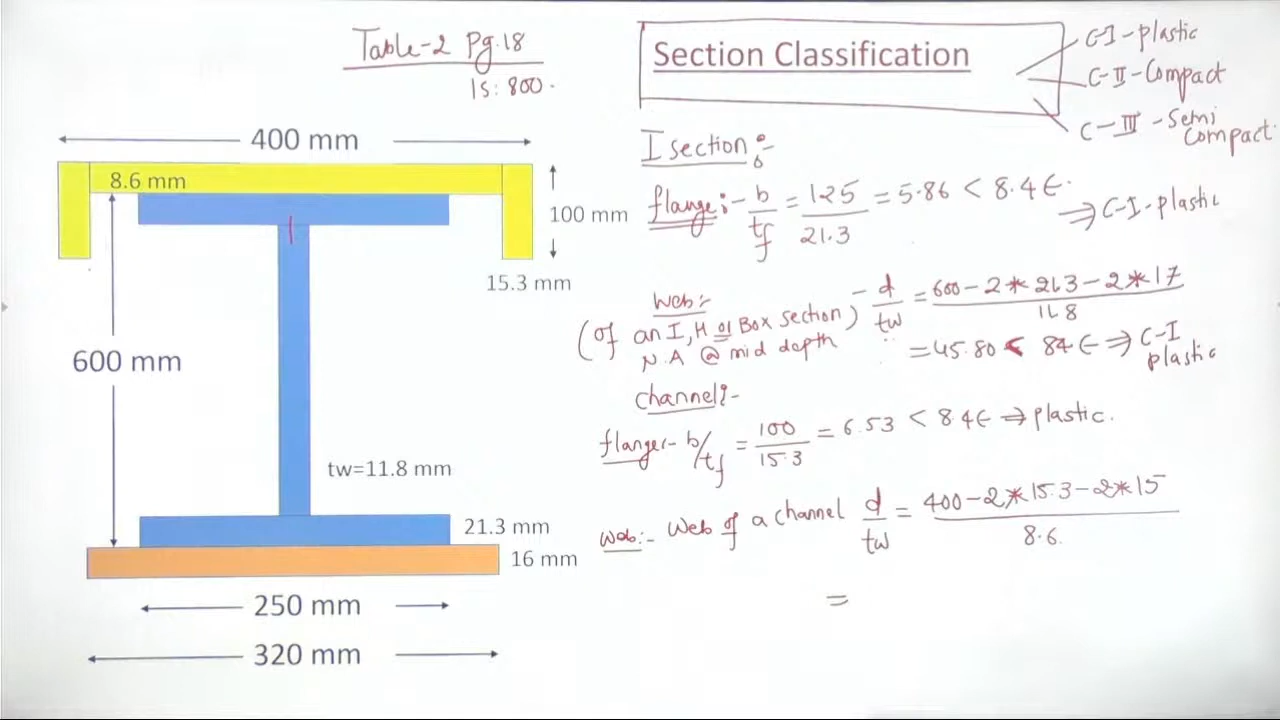 Table-2 Pg.18
IS: 800.
Section Classification
C-I-plastic
C-II-Compact
C-III-Semi
Compact
400 mm
8.6 mm
100 mm
15.3 mm
600 mm
tw=11.8 mm
21.3 mm
16 mm
250 mm
320 mm
I section:-
flange:- b/tf = 125/21.3 = 5.86 < 8.4ϵ. ⇒ C-I-plastic
Web:-
(Of an I, H or Box section) - d/tw = 600-2*213-2*17/11.8
N.A @ mid depth
= 45.80 < 84ϵ ⇒ C-I
plastic
channel:-
flange:- b/tf = 100/15.3 = 6.53 < 8.4ϵ ⇒ plastic.
Web:- Web of a channel d/tw = 400-2*15.3-2*15/8.6
=